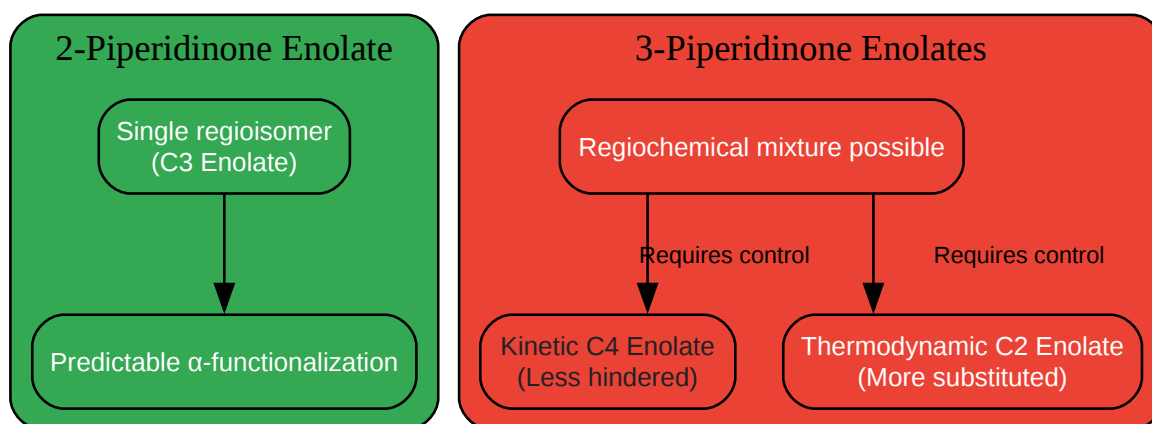 2-Piperidinone Enolate
Single regioisomer
(C3 Enolate)
Predictable α-functionalization
3-Piperidinone Enolates
Regiochemical mixture possible
Requires control
Requires control
Kinetic C4 Enolate
(Less hindered)
Thermodynamic C2 Enolate
(More substituted)